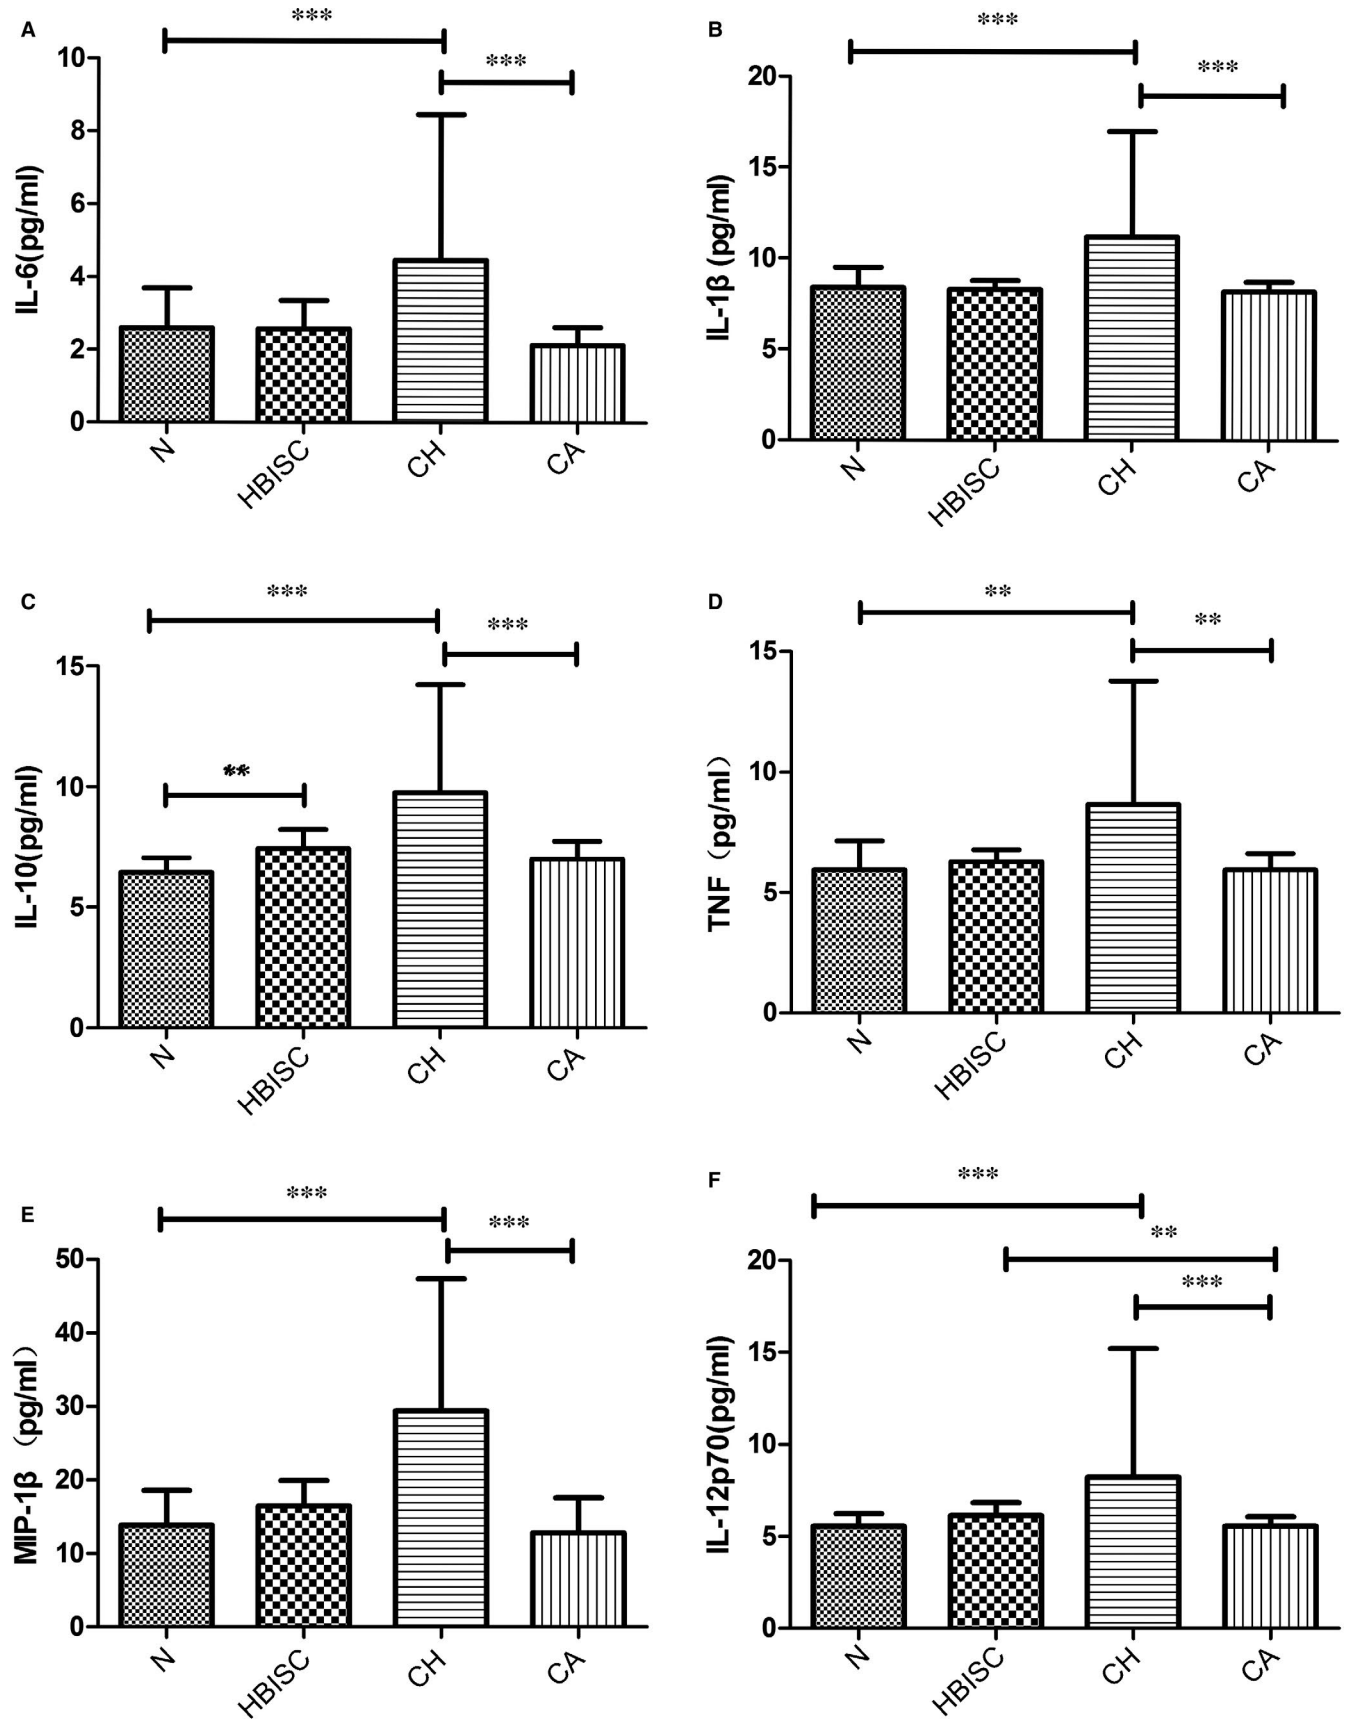 A
***
***
10
8
6
4
2
0
IL-6(pg/ml)
N
HBISC
CH
CA
B
***
***
20
15
10
5
0
IL-1β (pg/ml)
N
HBISC
CH
CA
C
***
***
**
15
10
5
0
IL-10(pg/ml)
N
HBISC
CH
CA
D
**
**
15
10
5
0
TNF（pg/ml）
N
HBISC
CH
CA
E
***
***
50
40
30
20
10
0
MIP-1β（pg/ml）
N
HBISC
CH
CA
F
***
**
***
20
15
10
5
0
IL-12p70(pg/ml)
N
HBISC
CH
CA